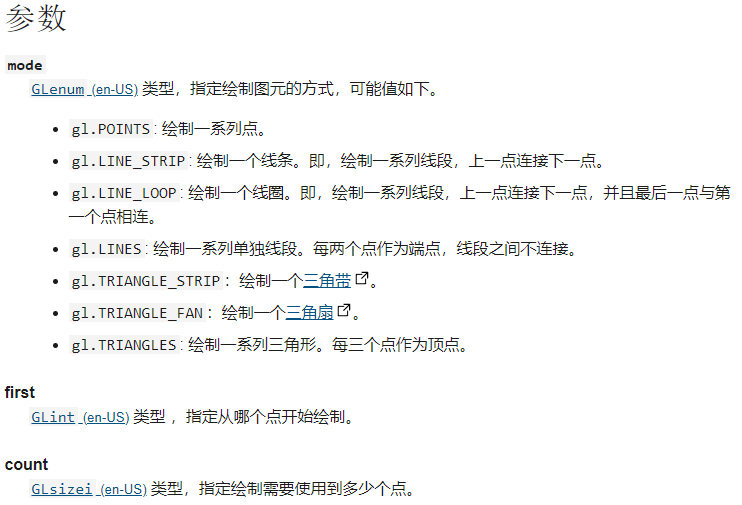 参数
mode
GLenum (en-US) 类型，指定绘制图元的方式，可能值如下。
• gl.POINTS: 绘制一系列点。
• gl.LINE_STRIP: 绘制一个线条。即，绘制一系列线段，上一点连接下一点。
• gl.LINE_LOOP: 绘制一个线圈。即，绘制一系列线段，上一点连接下一点，并且最后一点与第
一个点相连。
• gl.LINES: 绘制一系列单独线段。每两个点作为端点，线段之间不连接。
• gl.TRIANGLE_STRIP： 绘制一个三角带。
• gl.TRIANGLE_FAN： 绘制一个三角扇。
• gl.TRIANGLES: 绘制一系列三角形。每三个点作为顶点。
first
GLint (en-US) 类型 ，指定从哪个点开始绘制。
count
GLsizei (en-US) 类型，指定绘制需要使用到多少个点。